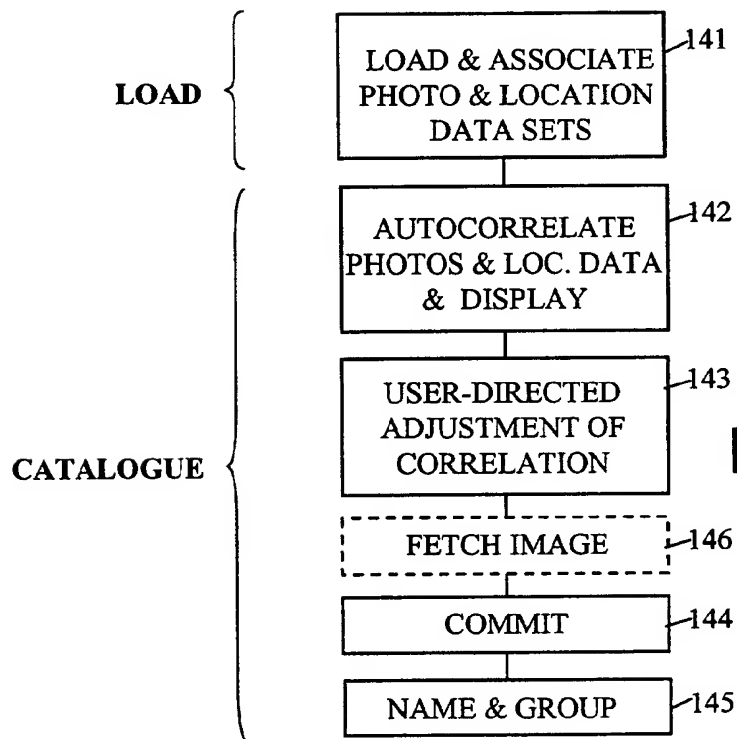 141
LOAD & ASSOCIATE
PHOTO & LOCATION
DATA SETS
LOAD
142
AUTOCORRELATE
PHOTOS & LOC. DATA
& DISPLAY
143
USER-DIRECTED
ADJUSTMENT OF
CORRELATION
CATALOGUE
FETCH IMAGE
146
COMMIT
144
NAME & GROUP
145